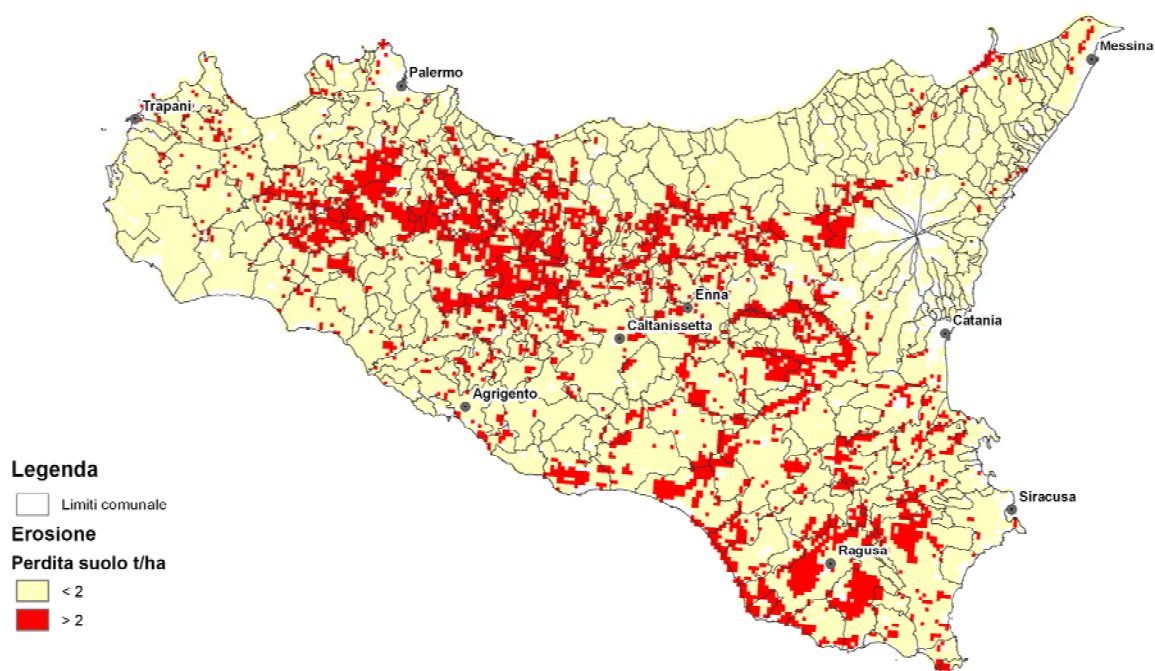 Messina
Palermo
Trapani
Enna
Catania
Caltanissetta
Agrigento
Siracusa
Ragusa
Legenda
Limiti comunale
Erosione
Perdita suolo t/ha
< 2
> 2